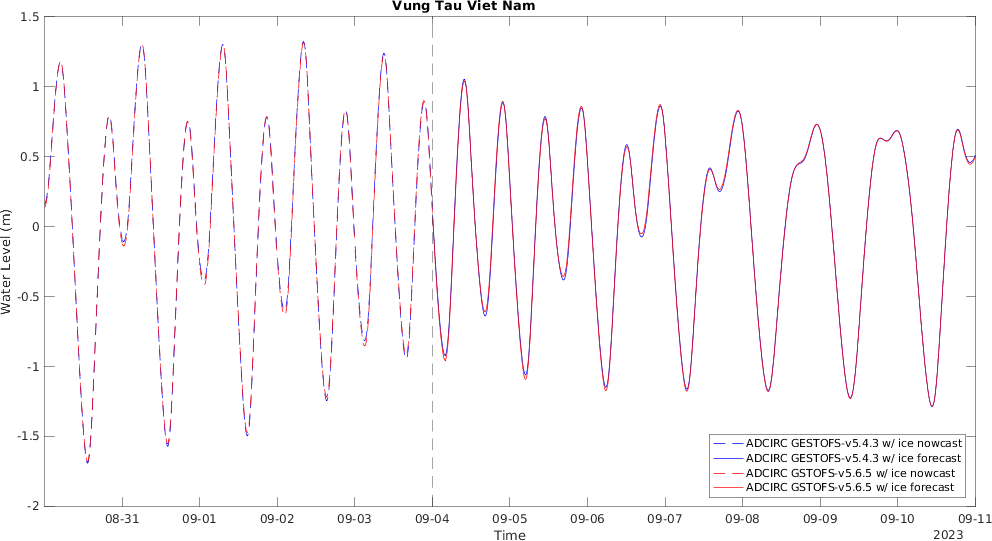 Vung Tau Viet Nam
1.5
1
0.5
0
-0.5
-1
-1.5
-2
Water Level (m)
ADCIRC GESTOFS-v5.4.3 w/ ice nowcast
ADCIRC GESTOFS-v5.4.3 w/ ice forecast
ADCIRC GSTOFS-v5.6.5 w/ ice nowcast
ADCIRC GSTOFS-v5.6.5 w/ ice forecast
08-31 09-01 09-02 09-03 09-04 09-05 09-06 09-07 09-08 09-09 09-10 09-11
Time
2023